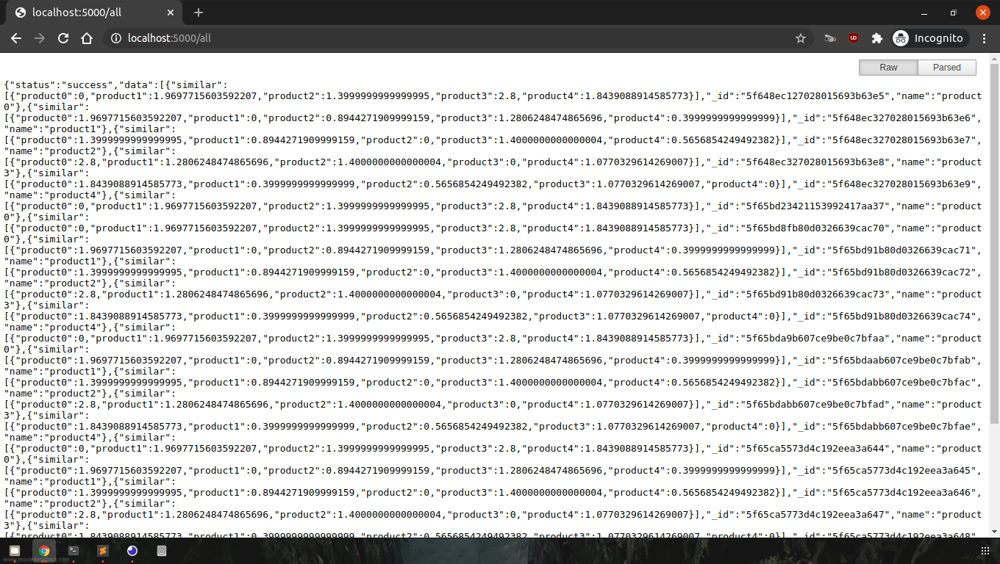 localhost:5000/all
localhost:5000/all
UD
Incognito
Raw
Parsed
{"status":"success","data":[{"similar":
[{"product0":0,"product1":1.9697715603592207,"product2":1.3999999999999995,"product3":2.8,"product4":1.8439088914585773}],"_id":"5f648ec127028015693b63e5","name":"product
0"},{"similar":
[{"product0":1.9697715603592207,"product1":0,"product2":0.8944271909999159,"product3":1.2806248474865696,"product4":0.3999999999999999}],"_id":"5f648ec327028015693b63e6",
"name":"product1"},{"similar":
[{"product0":1.3999999999999995,"product1":0.8944271909999159,"product2":0,"product3":1.4000000000000004,"product4":0.5656854249492382}],"_id":"5f648ec327028015693b63e7",
"name":"product2"},{"similar":
[{"product0":2.8,"product1":1.2806248474865696,"product2":1.4000000000000004,"product3":0,"product4":1.0770329614269007}],"_id":"5f648ec327028015693b63e8","name":"product
3"},{"similar":
[{"product0":1.8439088914585773,"product1":0.3999999999999999,"product2":0.5656854249492382,"product3":1.0770329614269007,"product4":0}],"_id":"5f648ec327028015693b63e9",
"name":"product4"},{"similar":
[{"product0":0,"product1":1.9697715603592207,"product2":1.3999999999999995,"product3":2.8,"product4":1.8439088914585773}],"_id":"5f65bd23421153992417aa37","name":"product
0"},{"similar":
[{"product0":0,"product1":1.9697715603592207,"product2":1.3999999999999995,"product3":2.8,"product4":1.8439088914585773}],"_id":"5f65bd8fb80d0326639cac70","name":"product
0"},{"similar":
[{"product0":1.9697715603592207,"product1":0,"product2":0.8944271909999159,"product3":1.2806248474865696,"product4":0.3999999999999999}],"_id":"5f65bd91b80d0326639cac71",
"name":"product1"},{"similar":
[{"product0":1.3999999999999995,"product1":0.8944271909999159,"product2":0,"product3":1.4000000000000004,"product4":0.5656854249492382}],"_id":"5f65bd91b80d0326639cac72",
"name":"product2"},{"similar":
[{"product0":2.8,"product1":1.2806248474865696,"product2":1.4000000000000004,"product3":0,"product4":1.0770329614269007}],"_id":"5f65bd91b80d0326639cac73","name":"product
3"},{"similar":
[{"product0":1.8439088914585773,"product1":0.3999999999999999,"product2":0.5656854249492382,"product3":1.0770329614269007,"product4":0}],"_id":"5f65bd91b80d0326639cac74",
"name":"product4"},{"similar":
[{"product0":0,"product1":1.9697715603592207,"product2":1.3999999999999995,"product3":2.8,"product4":1.8439088914585773}],"_id":"5f65bda9b607ce9be0c7bfaa","name":"product
0"},{"similar":
[{"product0":1.9697715603592207,"product1":0,"product2":0.8944271909999159,"product3":1.2806248474865696,"product4":0.3999999999999999}],"_id":"5f65bdaab607ce9be0c7bfab",
"name":"product1"},{"similar":
[{"product0":1.3999999999999995,"product1":0.8944271909999159,"product2":0,"product3":1.4000000000000004,"product4":0.5656854249492382}],"_id":"5f65bdabb607ce9be0c7bfac",
"name":"product2"},{"similar":
[{"product0":2.8,"product1":1.2806248474865696,"product2":1.4000000000000004,"product3":0,"product4":1.0770329614269007}],"_id":"5f65bdabb607ce9be0c7bfad","name":"product
3"},{"similar":
[{"product0":1.8439088914585773,"product1":0.3999999999999999,"product2":0.5656854249492382,"product3":1.0770329614269007,"product4":0}],"_id":"5f65bdabb607ce9be0c7bfae",
"name":"product4"},{"similar":
[{"product0":0,"product1":1.9697715603592207,"product2":1.3999999999999995,"product3":2.8,"product4":1.8439088914585773}],"_id":"5f65ca5573d4c192eea3a644","name":"product
0"},{"similar":
[{"product0":1.9697715603592207,"product1":0,"product2":0.8944271909999159,"product3":1.2806248474865696,"product4":0.3999999999999999}],"_id":"5f65ca5773d4c192eea3a645",
"name":"product1"},{"similar":
[{"product0":1.3999999999999995,"product1":0.8944271909999159,"product2":0,"product3":1.4000000000000004,"product4":0.5656854249492382}],"_id":"5f65ca5773d4c192eea3a646",
"name":"product2"},{"similar":
[{"product0":2.8,"product1":1.2806248474865696,"product2":1.4000000000000004,"product3":0,"product4":1.0770329614269007}],"_id":"5f65ca5773d4c192eea3a647","name":"product
3"},{"similar":
[{"product0":1.8439088914585773,"product1":0.3999999999999999,"product2":0.5656854249492382,"product3":1.0770329614269007,"product4":0}],"_id":"5f65ca5773d4c192eea3a648",